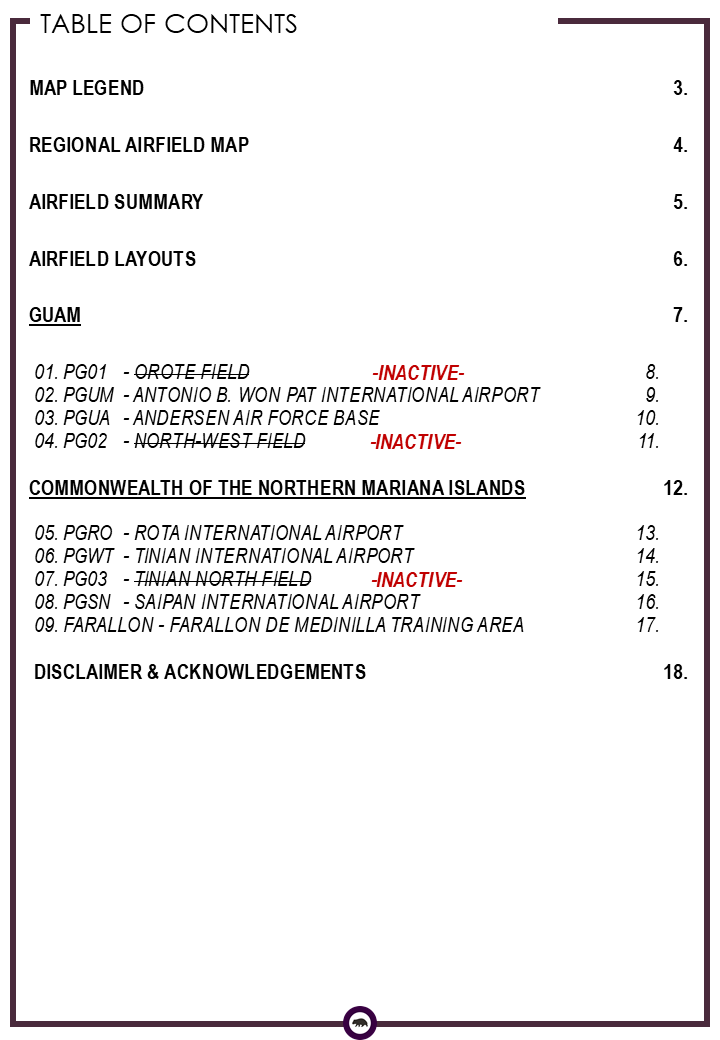 TABLE OF CONTENTS
MAP LEGEND 3.
REGIONAL AIRFIELD MAP 4.
AIRFIELD SUMMARY 5.
AIRFIELD LAYOUTS 6.
GUAM 7.
01. PG01 - OROTE FIELD -INACTIVE- 8.
02. PGUM - ANTONIO B. WON PAT INTERNATIONAL AIRPORT 9.
03. PGUA - ANDERSEN AIR FORCE BASE 10.
04. PG02 - NORTH-WEST FIELD -INACTIVE- 11.
COMMONWEALTH OF THE NORTHERN MARIANA ISLANDS 12.
05. PGRO - ROTA INTERNATIONAL AIRPORT 13.
06. PGWT - TINIAN INTERNATIONAL AIRPORT 14.
07. PG03 - TINIAN NORTH FIELD -INACTIVE- 15.
08. PGSN - SAIPAN INTERNATIONAL AIRPORT 16.
09. FARALLON - FARALLON DE MEDINILLA TRAINING AREA 17.
DISCLAIMER & ACKNOWLEDGEMENTS 18.